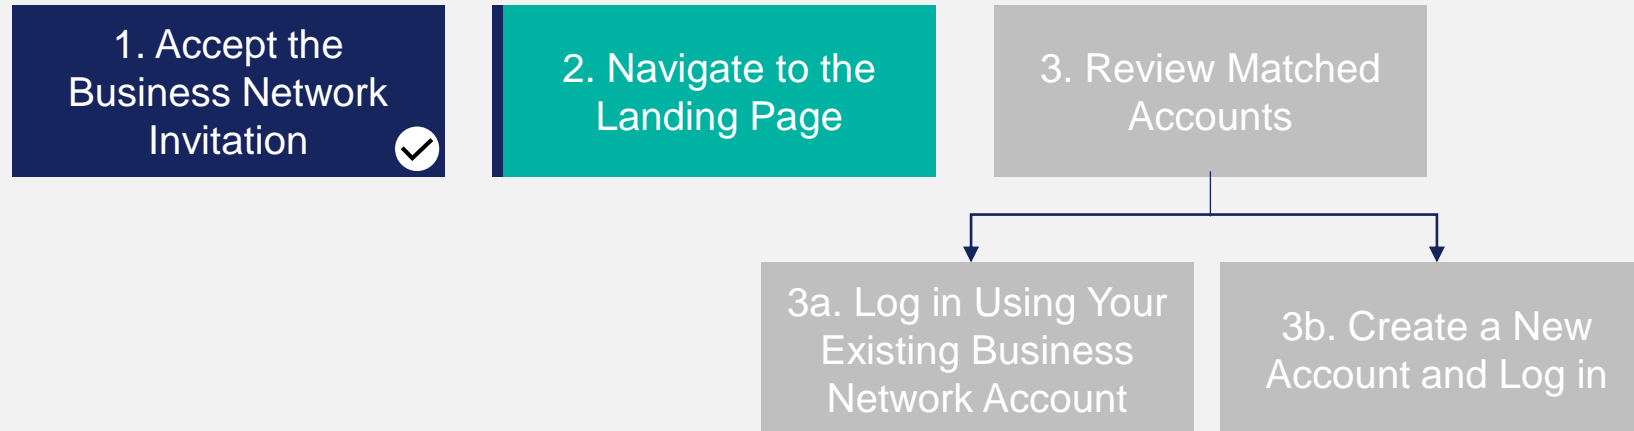 1. Accept the
Business Network
Invitation
2. Navigate to the
Landing Page
3. Review Matched
Accounts
3a. Log in Using Your
Existing Business
Network Account
3b. Create a New
Account and Log in